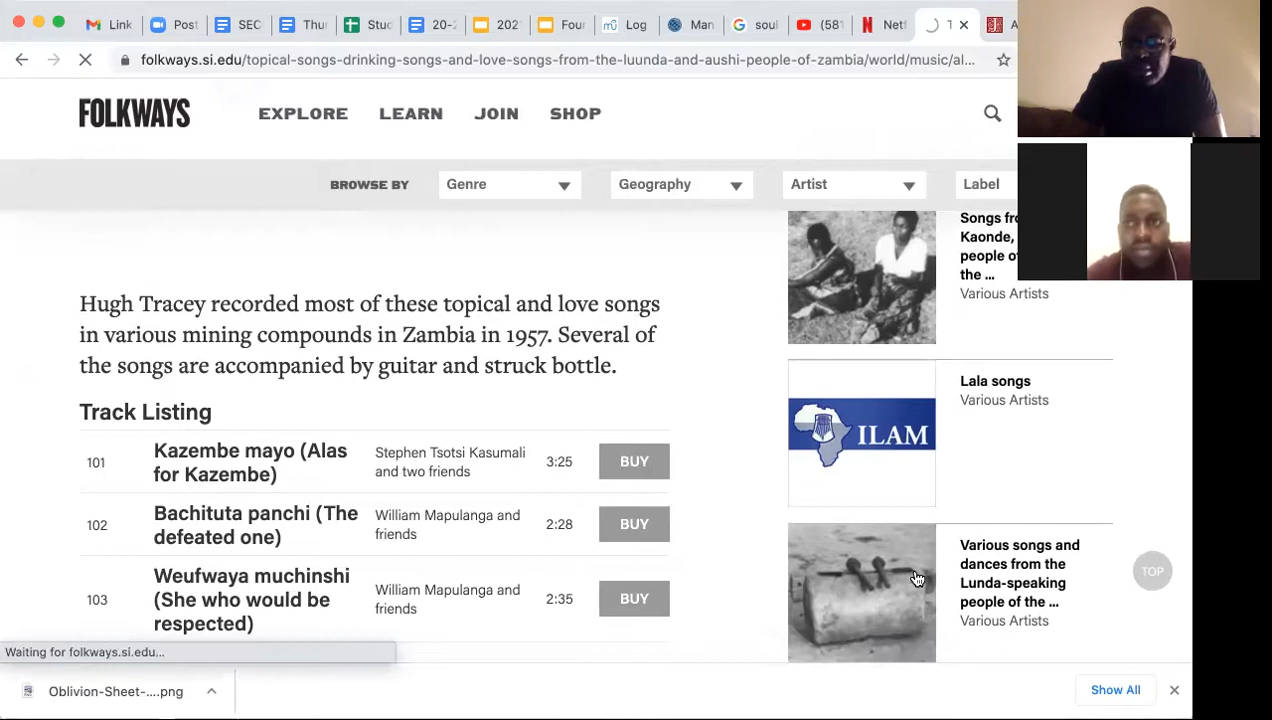 Link
Post
SEC
Thur
Stud
20-2
2021
Four
Log
Man
soul
(581
Netf
T
A
folkways.si.edu/topical-songs-drinking-songs-and-love-songs-from-the-luunda-and-aushi-people-of-zambia/world/music/al...
FOLKWAYS
EXPLORE
LEARN
JOIN
SHOP
BROWSE BY
Genre
Geography
Artist
Label
Hugh Tracey recorded most of these topical and love songs
in various mining compounds in Zambia in 1957. Several of
the songs are accompanied by guitar and struck bottle.
Track Listing
101
Kazembe mayo (Alas
for Kazembe)
Stephen Tsotsi Kasumali
and two friends
3:25
BUY
102
Bachituta panchi (The
defeated one)
William Mapulanga and
friends
2:28
BUY
103
Weufwaya muchinshi
(She who would be
respected)
William Mapulanga and
friends
2:35
BUY
Songs fro
Kaonde,
people of
the ...
Various Artists
ILAM
Lala songs
Various Artists
Various songs and
dances from the
Lunda-speaking
people of the ...
Various Artists
TOP
Waiting for folkways.si.edu...
Oblivion-Sheet-....png
Show All